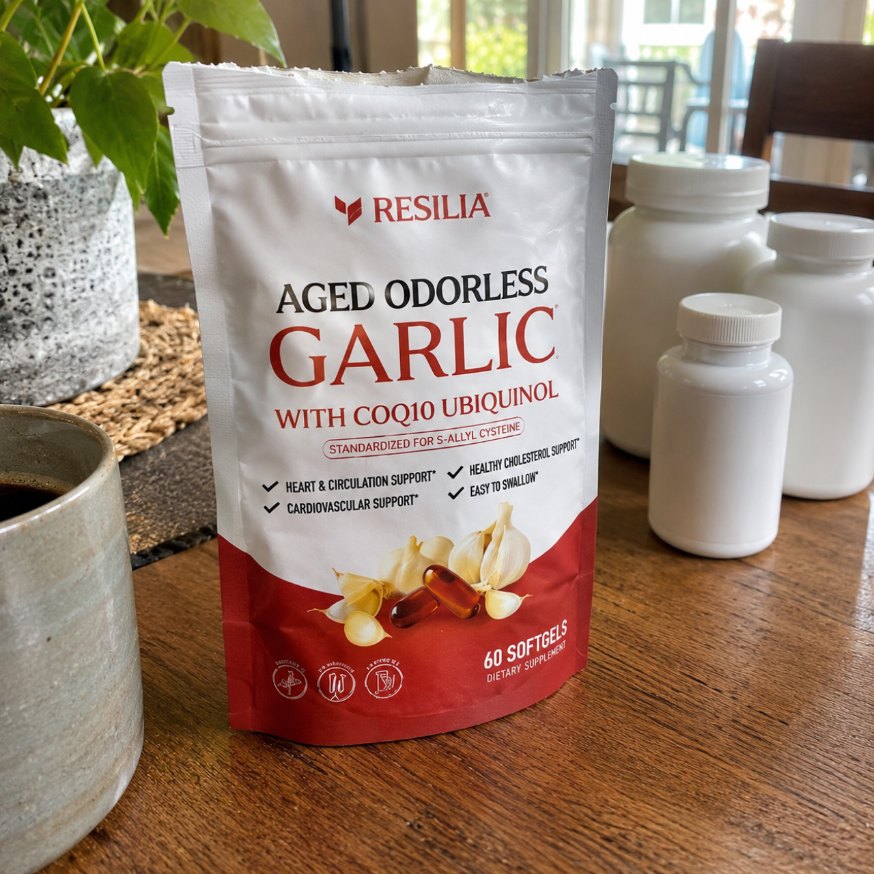 RESILIA®
AGED ODORLESS
GARLIC
WITH COQ10 UBIQUINOL
STANDARDIZED FOR S-ALLYL CYSTEINE
HEART & CIRCULATION SUPPORT*
CARDIOVASCULAR SUPPORT*
HEALTHY CHOLESTEROL SUPPORT*
EASY TO SWALLOW*
60 SOFTGELS
DIETARY SUPPLEMENT